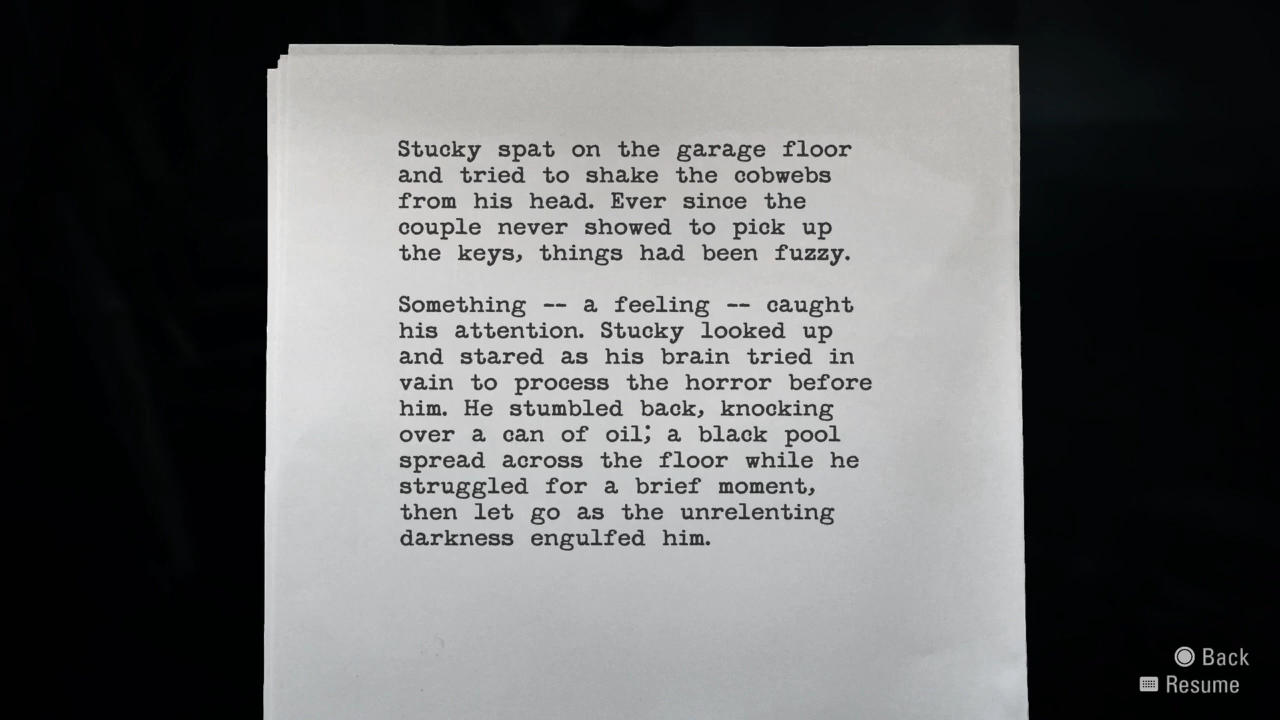 Stucky spat on the garage floor
and tried to shake the cobwebs
from his head. Ever since the
couple never showed to pick up
the keys, things had been fuzzy.
Something -- a feeling -- caught
his attention. Stucky looked up
and stared as his brain tried in
vain to process the horror before
him. He stumbled back, knocking
over a can of oil; a black pool
spread across the floor while he
struggled for a brief moment,
then let go as the unrelenting
darkness engulfed him.
Back
Resume